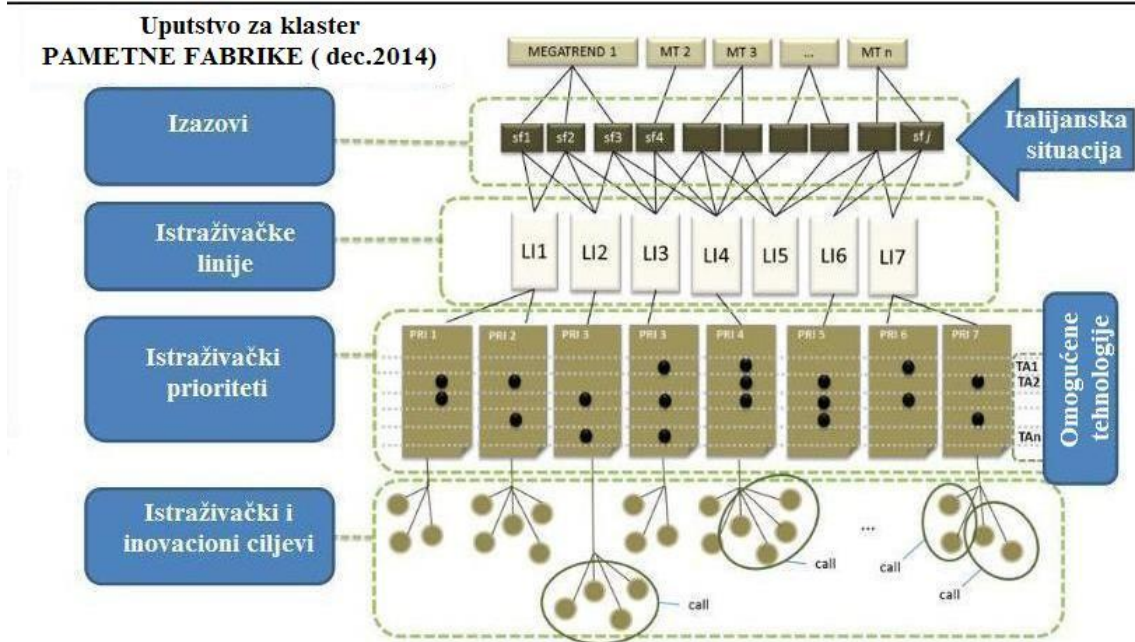 Uputstvo za klaster
PAMETNE FABRIKE ( dec.2014)
MEGATREND 1
MT 2
MT 3
...
MT n
Izazovi
sf1
sf2
sf3
sf4
sf j
Italijanska
situacija
Istraživačke
linije
LI1
LI2
LI3
LI4
LI5
LI6
LI7
Istraživački
prioriteti
PRI 1
PRI 2
PRI 3
PRI 3
PRI 4
PRI 5
PRI 6
PRI 7
TA1
TA2
TAn
Omogućene
tehnologije
Istraživački i
inovacioni ciljevi
...
call
call
call
call